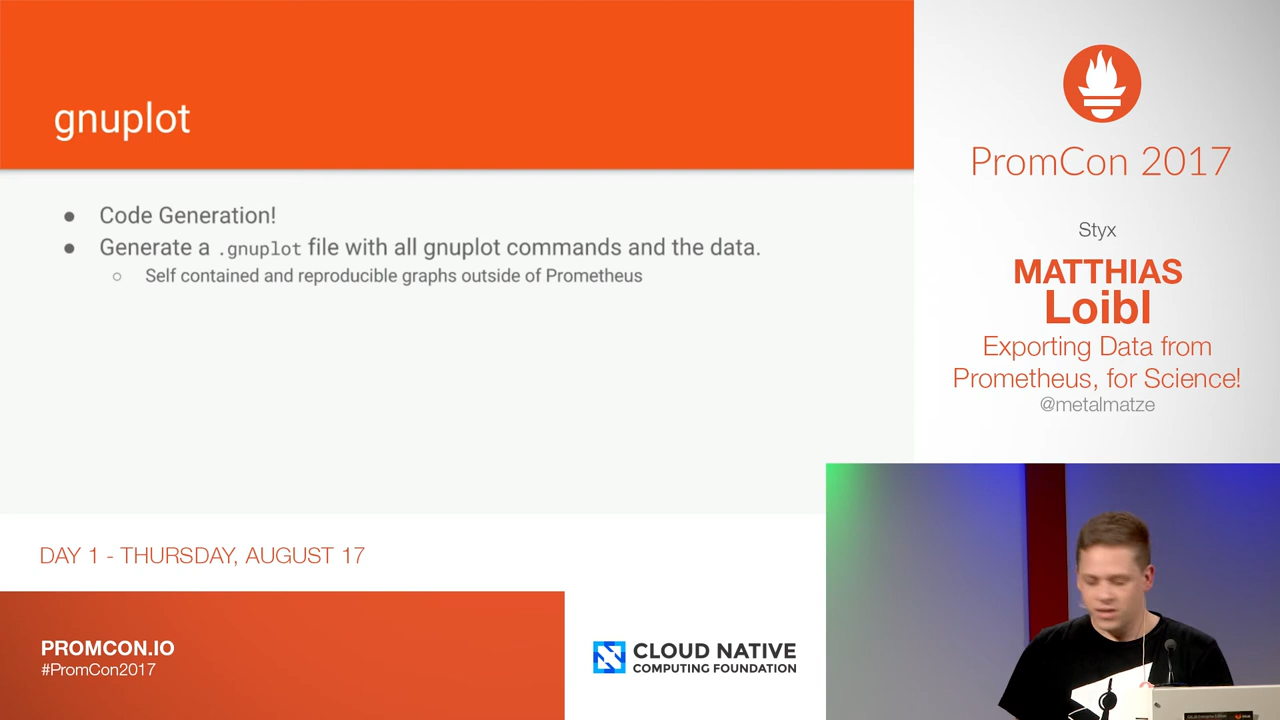 gnuplot
● Code Generation!
● Generate a .gnuplot file with all gnuplot commands and the data.
○ Self contained and reproducible graphs outside of Prometheus
PromCon 2017
Styx
MATTHIAS
Loibl
Exporting Data from
Prometheus, for Science!
@metalmatze
DAY 1 - THURSDAY, AUGUST 17
PROMCON.IO
#PromCon2017
CLOUD NATIVE
COMPUTING FOUNDATION